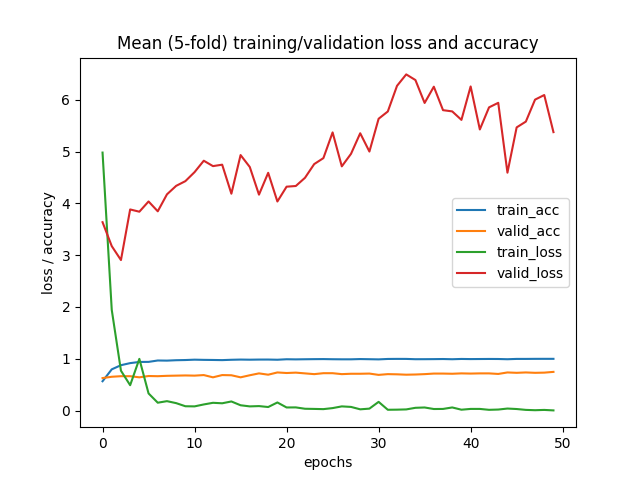 Mean (5-fold) training/validation loss and accuracy
loss / accuracy
6
5
4
3
2
1
0
train_acc
valid_acc
train_loss
valid_loss
0
10
20
30
40
50
epochs